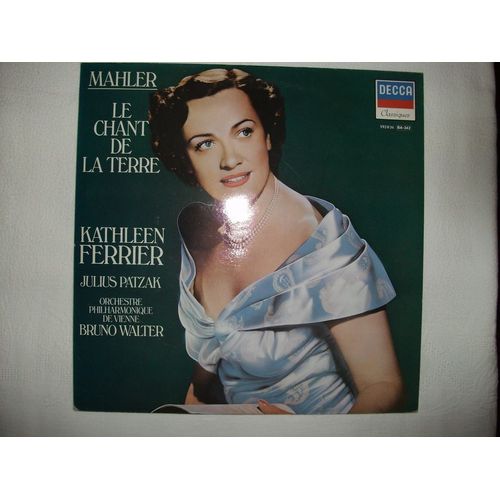 MAHLER
LE
CHANT
DE
LA TERRE
KATHLEEN
FERRIER
JULIUS PATZAK
ORCHESTRE
PHILHARMONIQUE
DE VIENNE
BRUNO WALTER
DECCA
Classiques